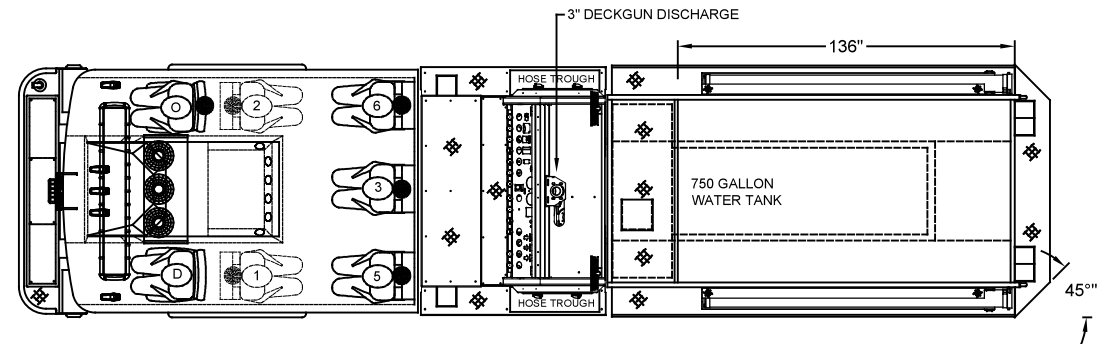 3" DECKGUN DISCHARGE
136"
HOSE TROUGH
O
2
6
3
750 GALLON
WATER TANK
D
1
5
HOSE TROUGH
45°"